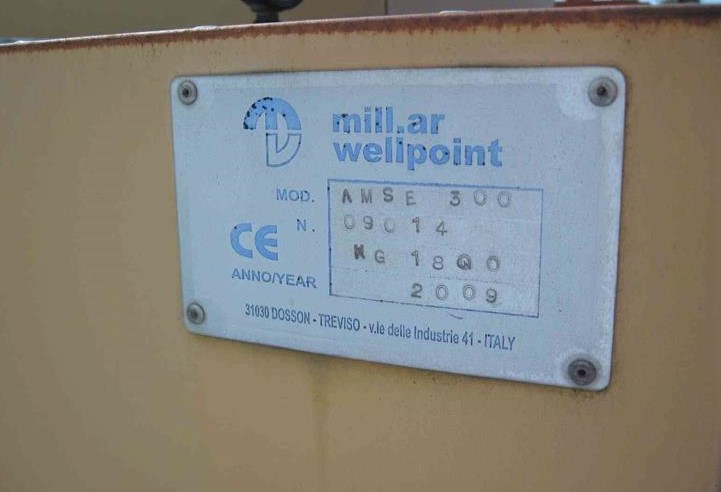 mill.ar
wellpoint
MOD. AMSE 300
N. 09014
KG 1800
CE
ANNO/YEAR 2009
31030 DOSSON - TREVISO - v.le delle Industrie 41 - ITALY